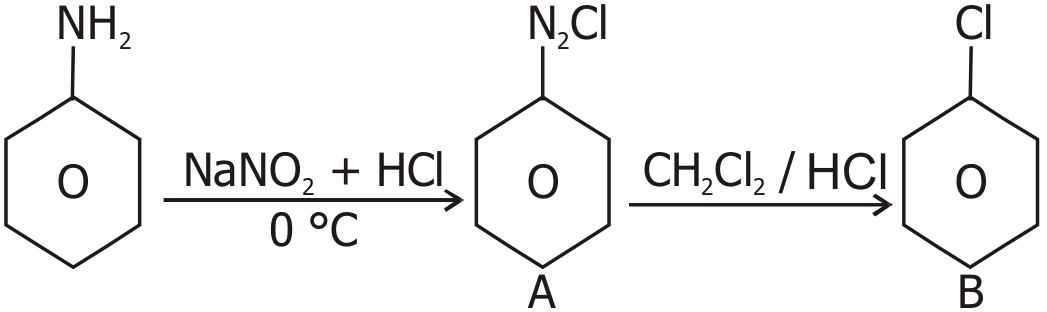 NH₂ N₂Cl Cl
O NaNO₂ + HCl O CH₂Cl₂ / HCl O
0 °C
A B